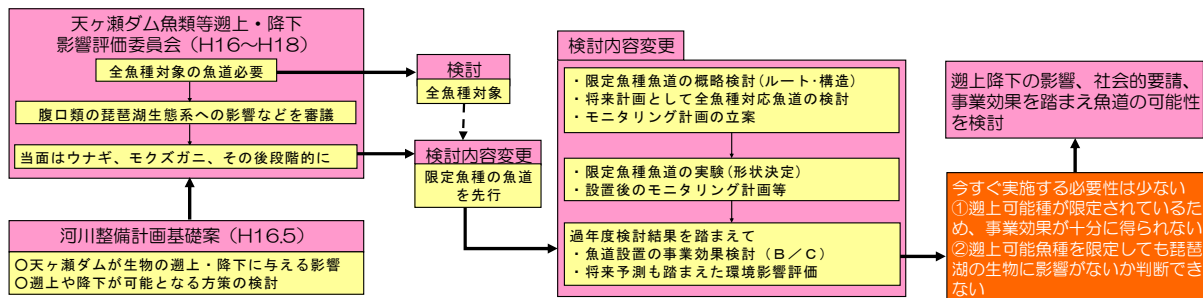 天ヶ瀬ダム魚類等遡上・降下
影響評価委員会(H16~H18)
全魚種対象の魚道必要
腹口類の琵琶湖生態系への影響などを審議
当面はウナギ、モクズガニ、その後段階的に
河川整備計画基礎案(H16.5)
○天ヶ瀬ダムが生物の遡上・降下に与える影響
○遡上や降下が可能となる方策の検討
検討
全魚種対象
検討内容変更
限定魚種の魚道
を先行
検討内容変更
・限定魚種魚道の概略検討(ルート・構造)
・将来計画として全魚種対応魚道の検討
・モニタリング計画の立案
・限定魚種魚道の実験(形状決定)
・設置後のモニタリング計画等
過年度検討結果を踏まえて
・魚道設置の事業効果検討(B/C)
・将来予測も踏まえた環境影響評価
遡上降下の影響、社会的要請、
事業効果を踏まえ魚道の可能性
を検討
今すぐ実施する必要性は少ない
①遡上可能種が限定されているた
め、事業効果が十分に得られない
②遡上可能魚種を限定しても琵琶
湖の生物に影響がないか判断でき
ない